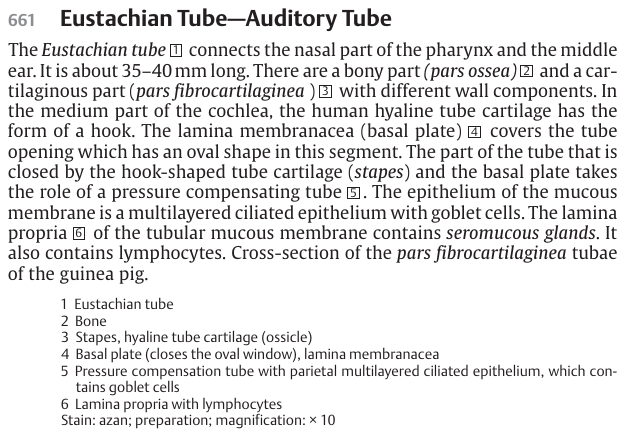 661 Eustachian Tube—Auditory Tube
The Eustachian tube 1 connects the nasal part of the pharynx and the middle
ear. It is about 35–40 mm long. There are a bony part (pars ossea) 2 and a car-
tilaginous part (pars fibrocartilaginea ) 3 with different wall components. In
the medium part of the cochlea, the human hyaline tube cartilage has the
form of a hook. The lamina membranacea (basal plate) 4 covers the tube
opening which has an oval shape in this segment. The part of the tube that is
closed by the hook-shaped tube cartilage (stapes) and the basal plate takes
the role of a pressure compensating tube 5. The epithelium of the mucous
membrane is a multilayered ciliated epithelium with goblet cells. The lamina
propria 6 of the tubular mucous membrane contains seromucous glands. It
also contains lymphocytes. Cross-section of the pars fibrocartilaginea tubae
of the guinea pig.
1 Eustachian tube
2 Bone
3 Stapes, hyaline tube cartilage (ossicle)
4 Basal plate (closes the oval window), lamina membranacea
5 Pressure compensation tube with parietal multilayered ciliated epithelium, which con-
tains goblet cells
6 Lamina propria with lymphocytes
Stain: azan; preparation; magnification: × 10